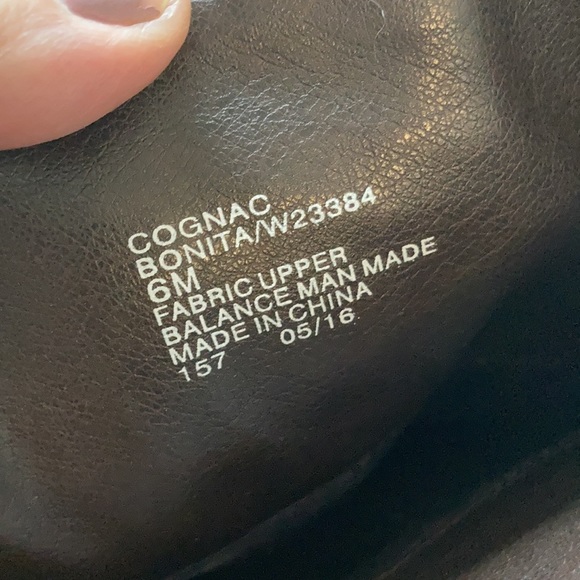 COGNAC
BONITA/W23384
6M
FABRIC UPPER
BALANCE MAN MADE
MADE IN CHINA
157 05/16